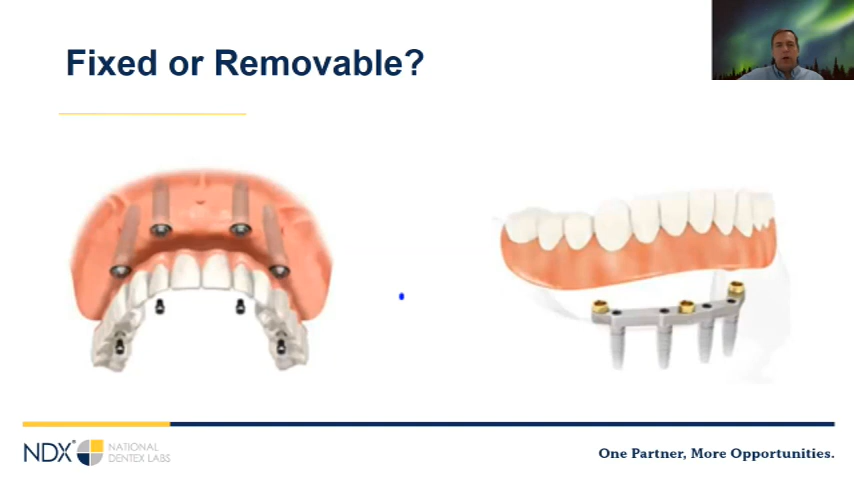 Fixed or Removable?
NDX®
NATIONAL
DENTEX LABS
One Partner, More Opportunities.